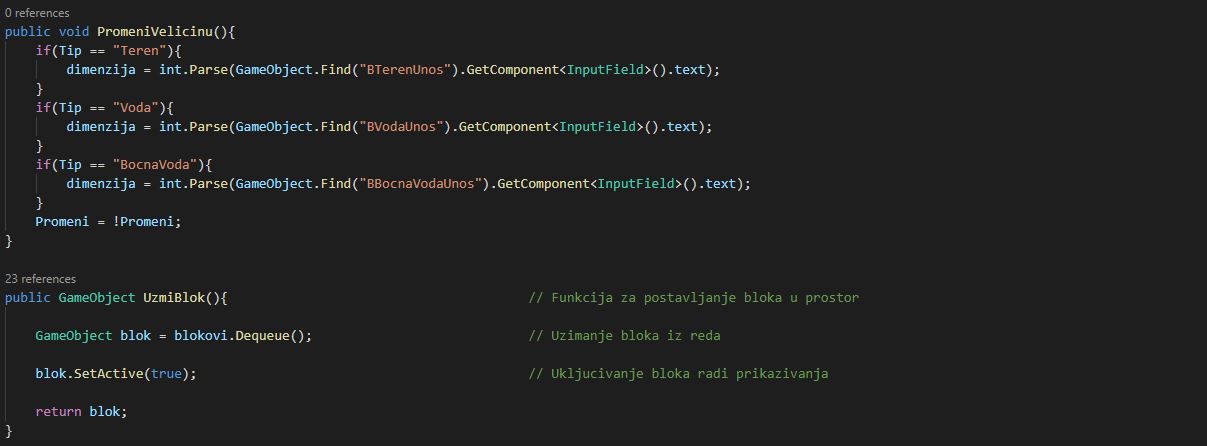 0 references
public void PromeniVelicinu(){
    if(Tip == "Teren"){
        dimenzija = int.Parse(GameObject.Find("BTerenUnos").GetComponent<InputField>().text);
    }
    if(Tip == "Voda"){
        dimenzija = int.Parse(GameObject.Find("BVodaUnos").GetComponent<InputField>().text);
    }
    if(Tip == "BocnaVoda"){
        dimenzija = int.Parse(GameObject.Find("BBocnaVodaUnos").GetComponent<InputField>().text);
    }
    Promeni = !Promeni;
}
23 references
public GameObject UzmiBlok(){ // Funkcija za postavljanje bloka u prostor
    GameObject blok = blokovi.Dequeue(); // Uzimanje bloka iz reda
    blok.SetActive(true); // Ukljucivanje bloka radi prikazivanja
    return blok;
}